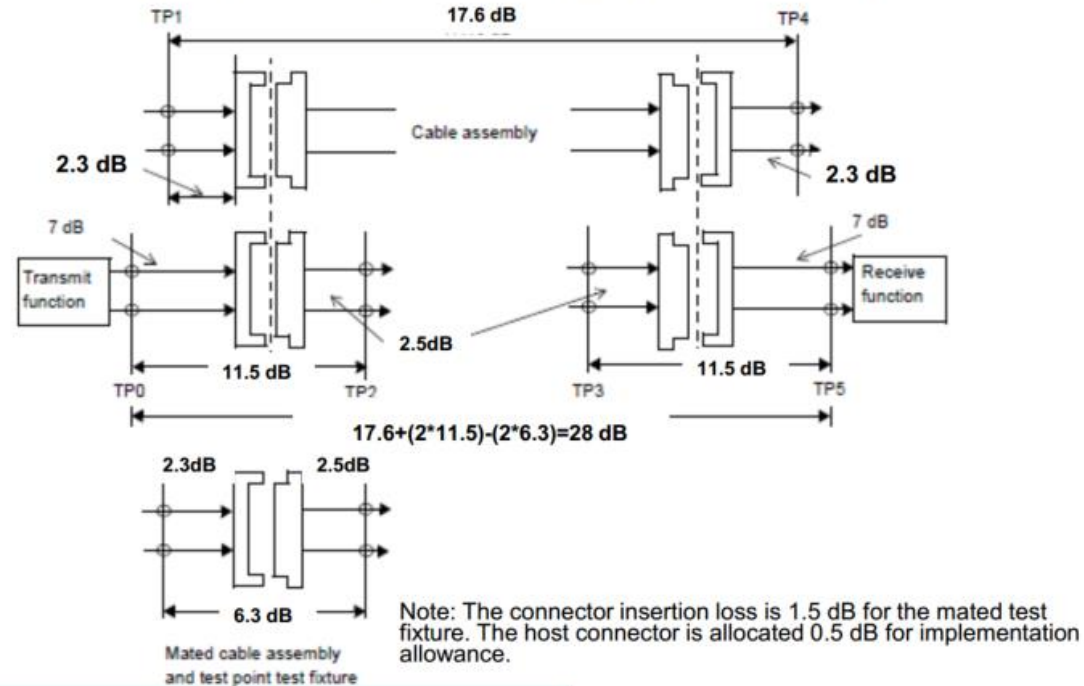 TP1
17.6 dB
TP4
Cable assembly
2.3 dB
2.3 dB
7 dB
7 dB
Transmit
function
Receive
function
2.5dB
11.5 dB
11.5 dB
TP0
TP2
TP3
TP5
17.6+(2*11.5)-(2*6.3)=28 dB
2.3dB
2.5dB
6.3 dB
Note: The connector insertion loss is 1.5 dB for the mated test
fixture. The host connector is allocated 0.5 dB for implementation
allowance.
Mated cable assembly
and test point test fixture